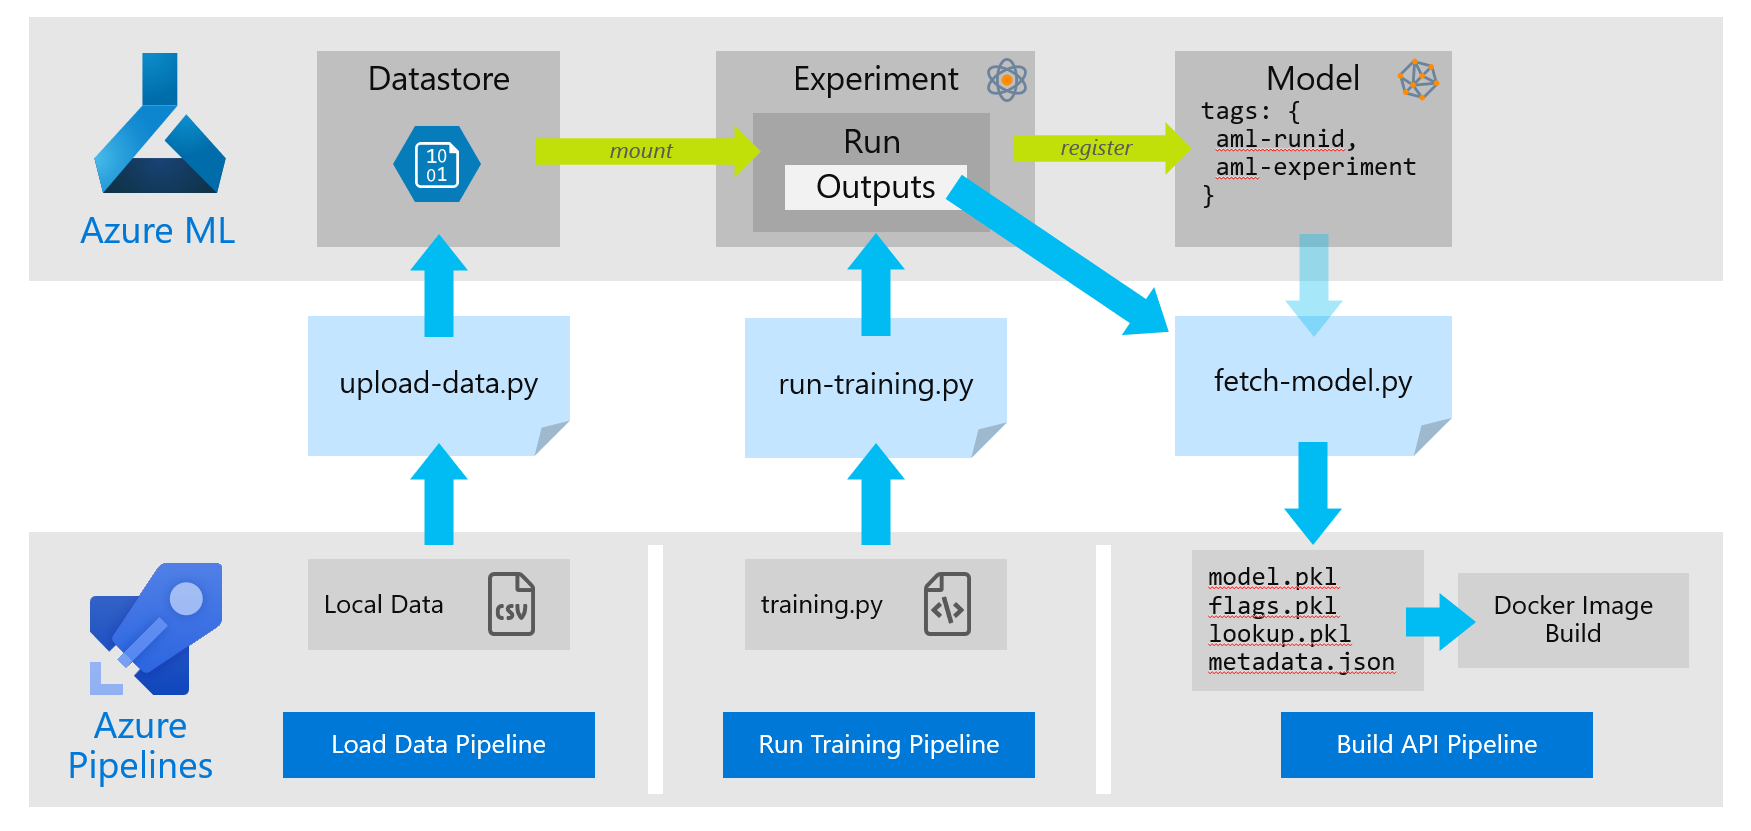 Azure ML
Datastore
10
01
mount
Experiment
Run
Outputs
register
Model
tags: {
aml-runid,
aml-experiment
}
upload-data.py
run-training.py
fetch-model.py
Azure
Pipelines
Local Data
CSV
Load Data Pipeline
training.py
</>
Run Training Pipeline
model.pkl
flags.pkl
lookup.pkl
metadata.json
Docker Image
Build
Build API Pipeline